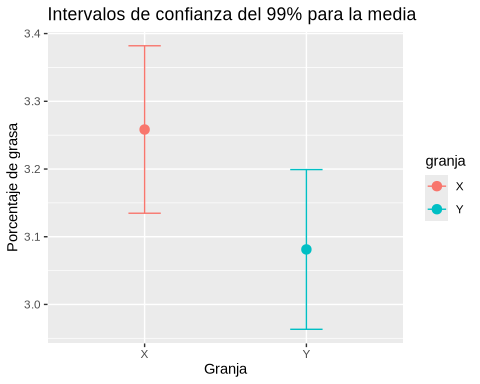 Intervalos de confianza del 99% para la media
3.4
3.3
3.2
3.1
3.0
Porcentaje de grasa
X
Y
Granja
granja
X
Y